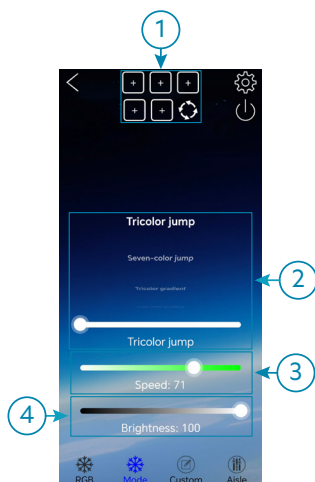 1
+ + +
+ +
Tricolor jump
Seven-color jump
Tricolor gradient
2
Tricolor jump
3
Speed: 71
4
Brightness: 100
RGB Mode Custom Aisle